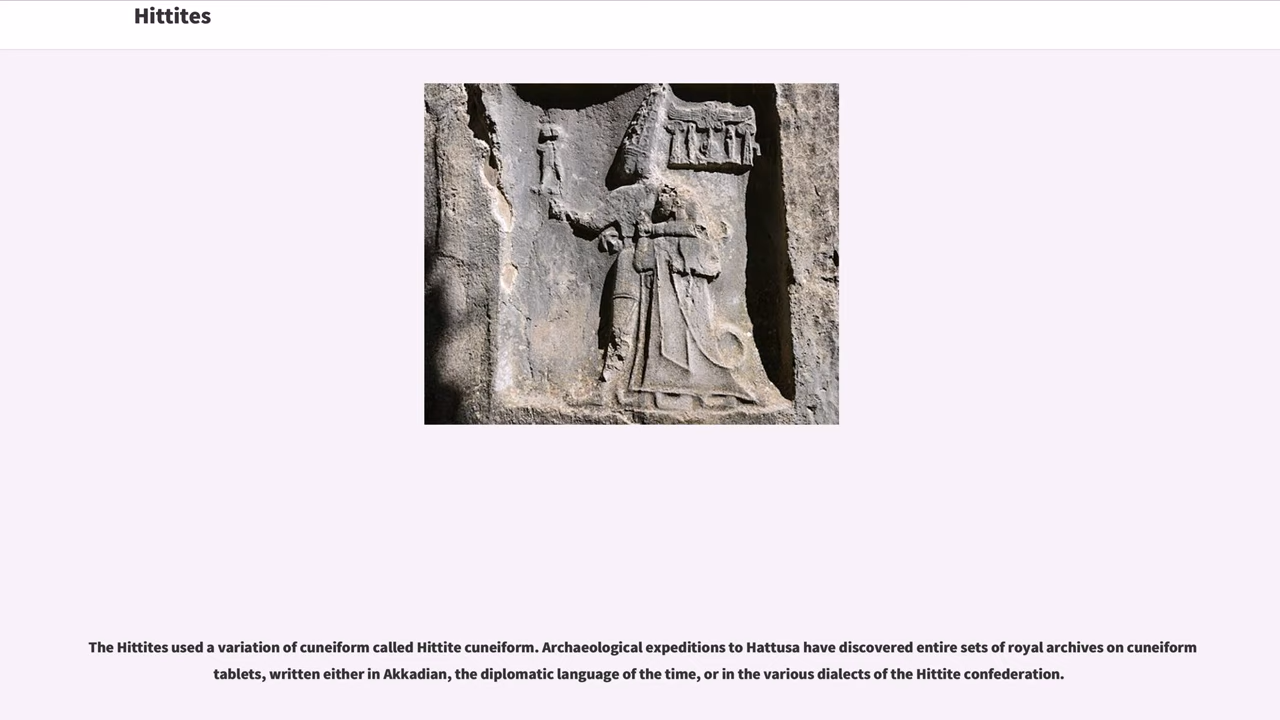 Hittites
The Hittites used a variation of cuneiform called Hittite cuneiform. Archaeological expeditions to Hattusa have discovered entire sets of royal archives on cuneiform
tablets, written either in Akkadian, the diplomatic language of the time, or in the various dialects of the Hittite confederation.